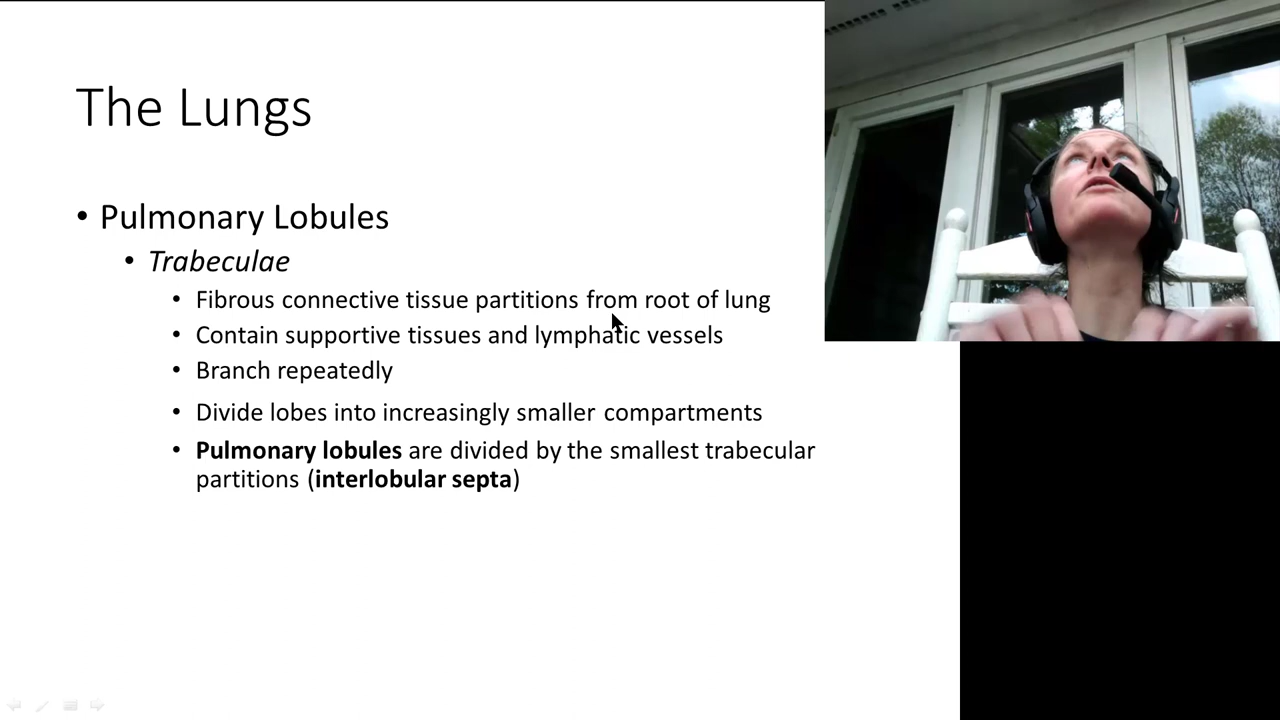 The Lungs
• Pulmonary Lobules
• Trabeculae
• Fibrous connective tissue partitions from root of lung
• Contain supportive tissues and lymphatic vessels
• Branch repeatedly
• Divide lobes into increasingly smaller compartments
• Pulmonary lobules are divided by the smallest trabecular
partitions (interlobular septa)